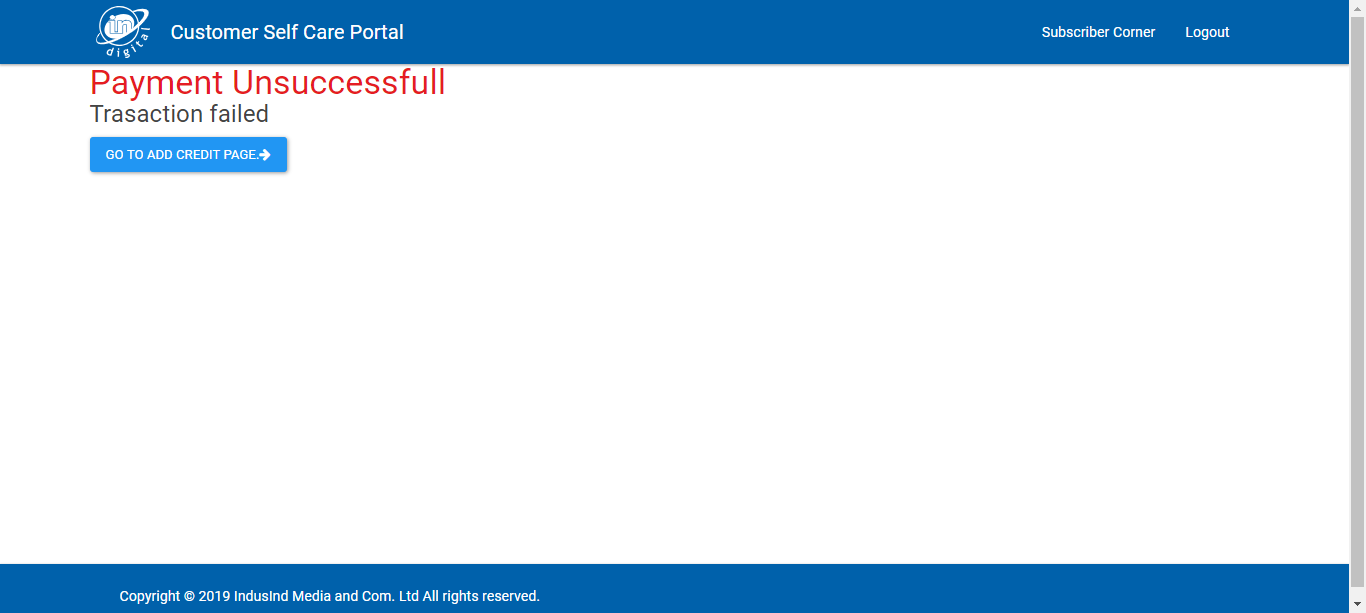 in digital
Customer Self Care Portal
Subscriber Corner
Logout
Payment Unsuccessfull
Trasaction failed
GO TO ADD CREDIT PAGE.
Copyright © 2019 IndusInd Media and Com. Ltd All rights reserved.